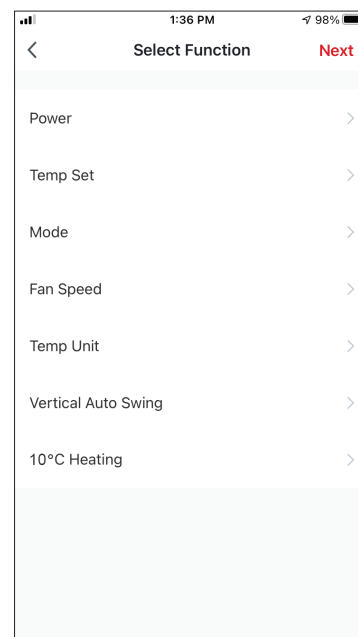 1:36 PM 98%
Select Function Next
Power
Temp Set
Mode
Fan Speed
Temp Unit
Vertical Auto Swing
10°C Heating